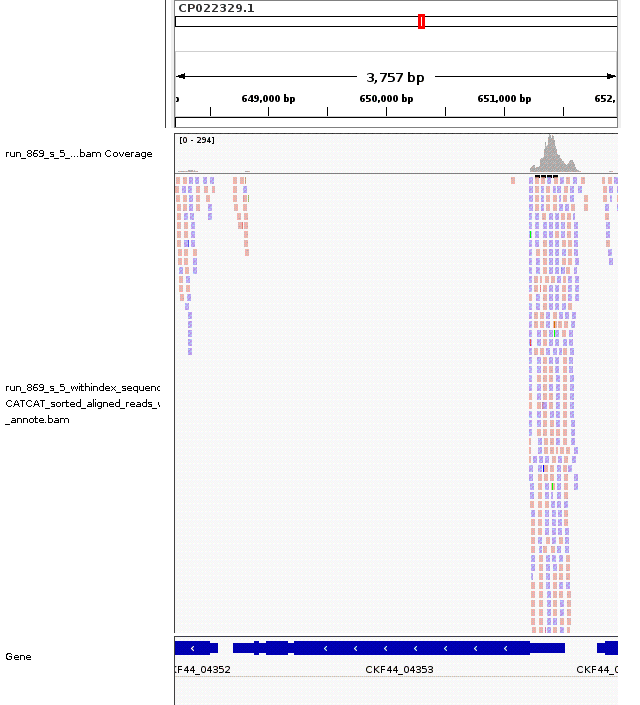 CP022329.1
3,757 bp
649,000 bp 650,000 bp 651,000 bp 652,
[0 - 294]
run_869_s_5_...bam Coverage
run_869_s_5_withindex_sequenc
CATCAT_sorted_aligned_reads_
_annote.bam
Gene
KF44_04352 CKF44_04353 CKF44_0